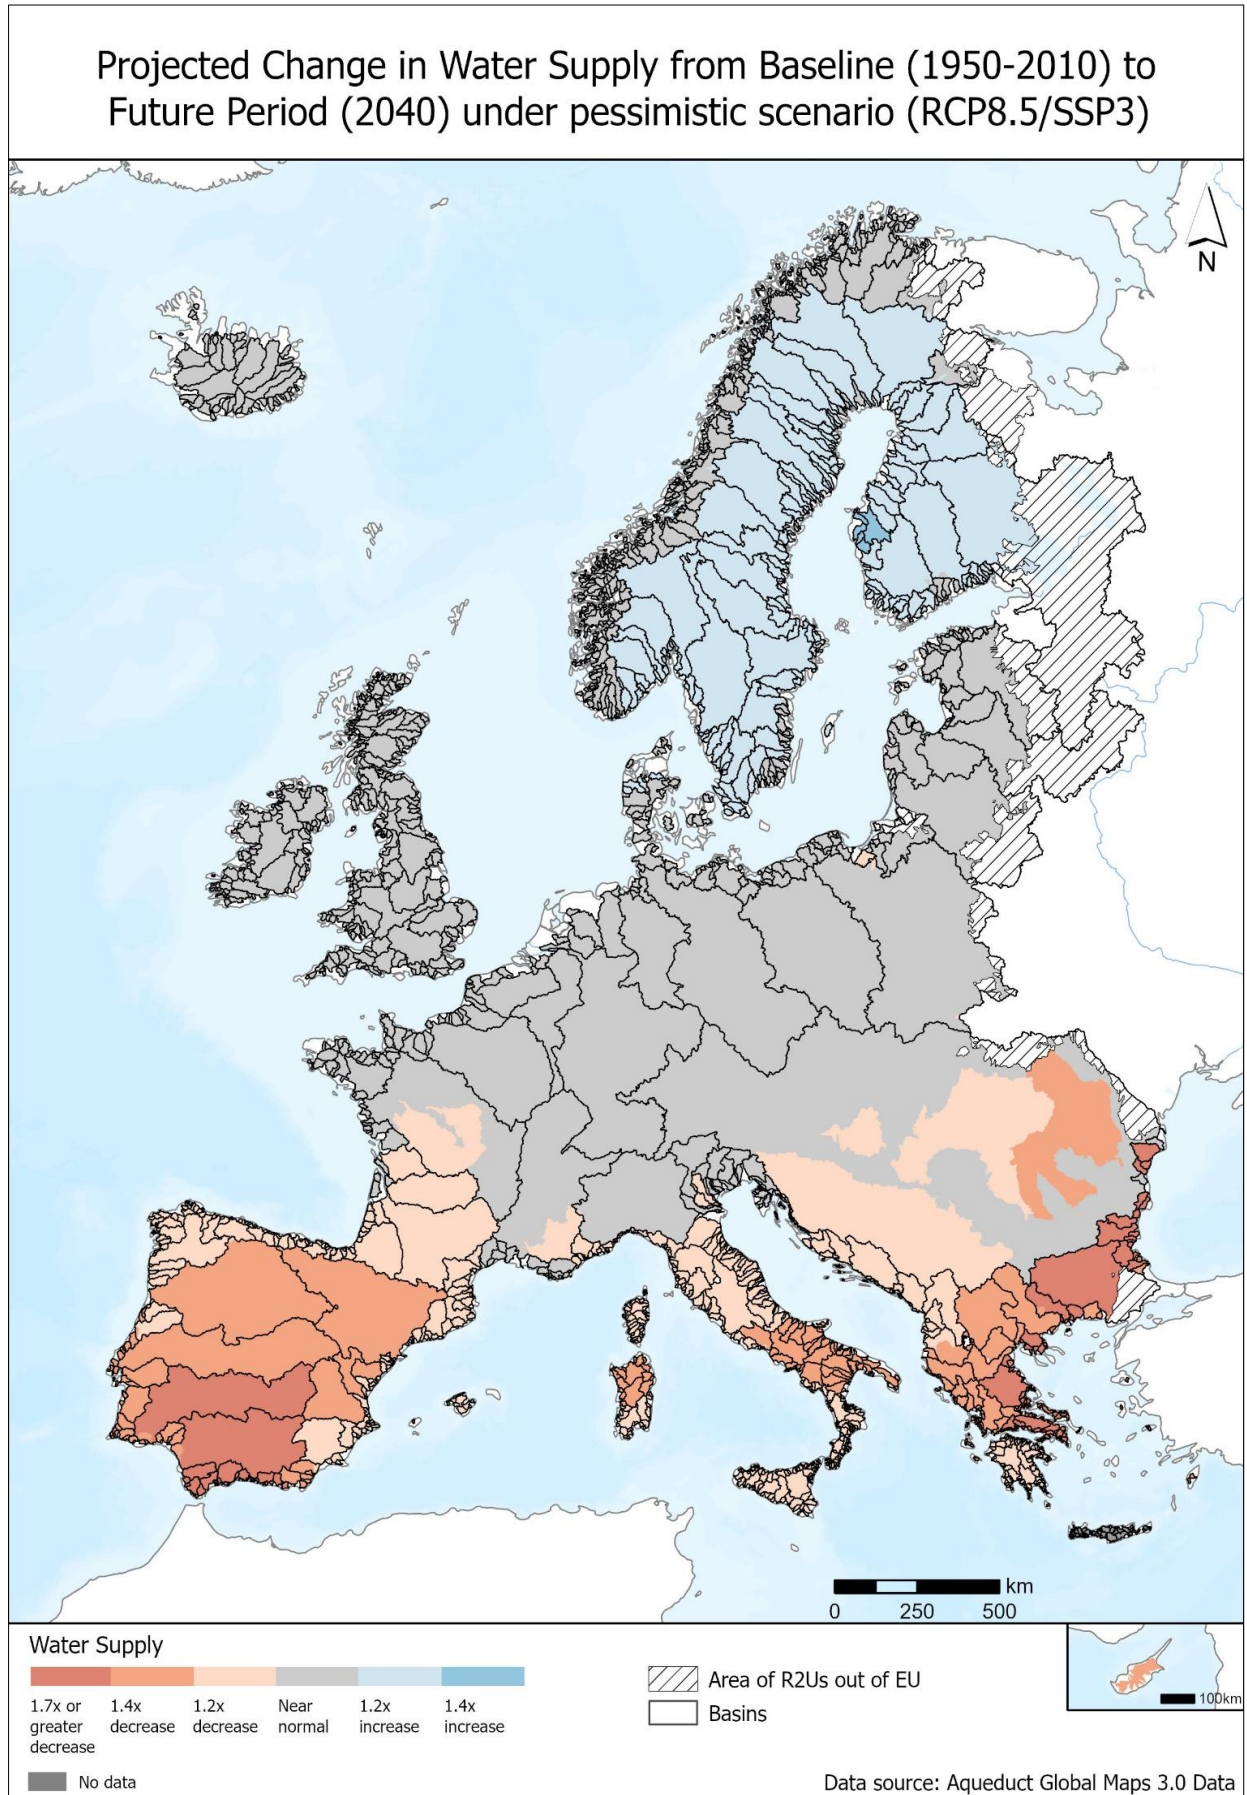 Projected Change in Water Supply from Baseline (1950-2010) to
Future Period (2040) under pessimistic scenario (RCP8.5/SSP3)
N
km
0 250 500
Water Supply
1.7x or greater decrease
1.4x decrease
1.2x decrease
Near normal
1.2x increase
1.4x increase
No data
Area of R2Us out of EU
Basins
100km
Data source: Aqueduct Global Maps 3.0 Data